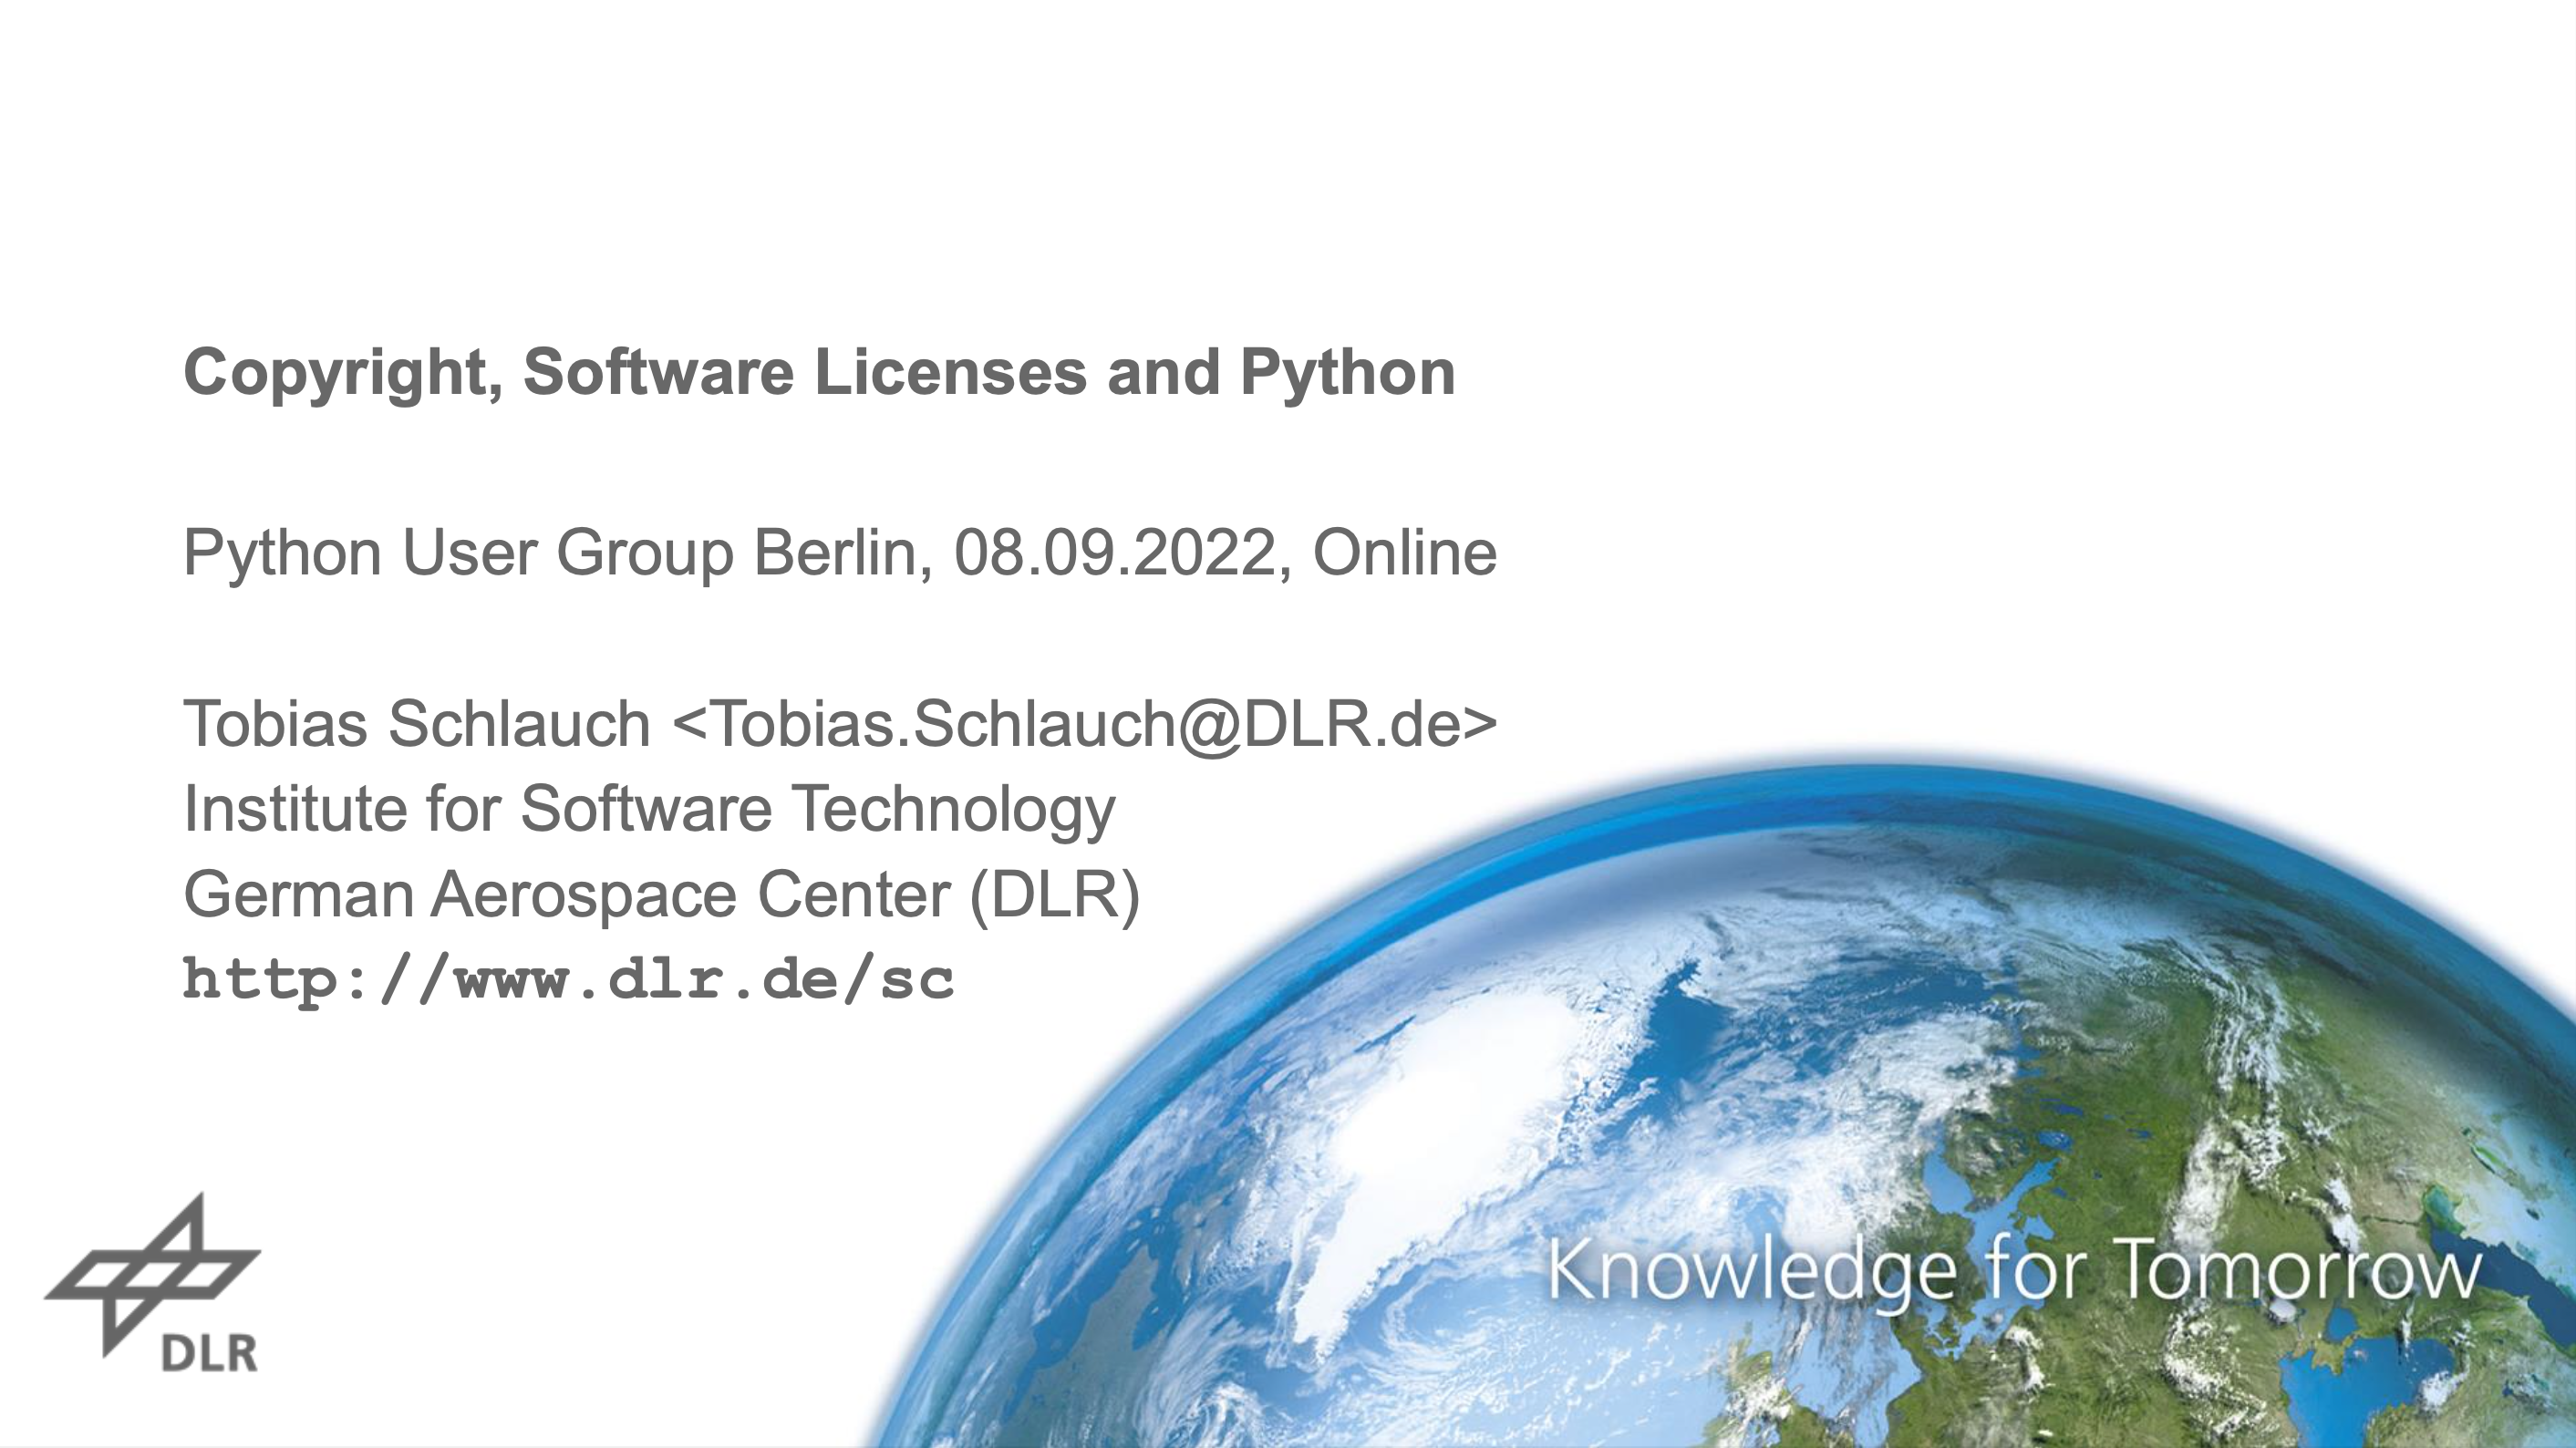 Copyright, Software Licenses and Python
Python User Group Berlin, 08.09.2022, Online
Tobias Schlauch <Tobias.Schlauch@DLR.de>
Institute for Software Technology
German Aerospace Center (DLR)
http://www.dlr.de/sc
Knowledge for Tomorrow
DLR